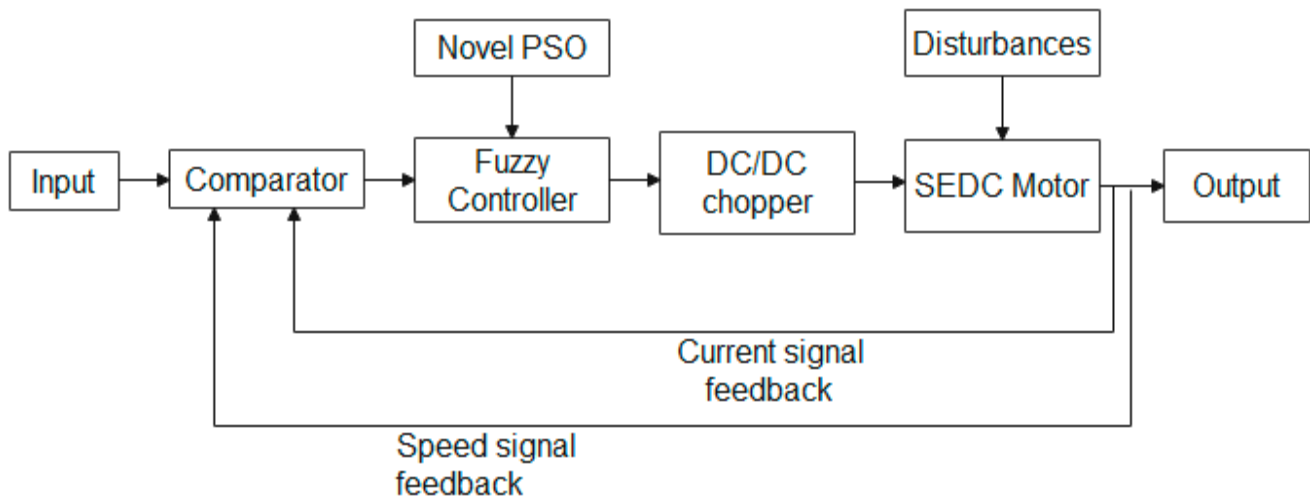 Novel PSO
Disturbances
Input
Comparator
Fuzzy
Controller
DC/DC
chopper
SEDC Motor
Output
Current signal
feedback
Speed signal
feedback